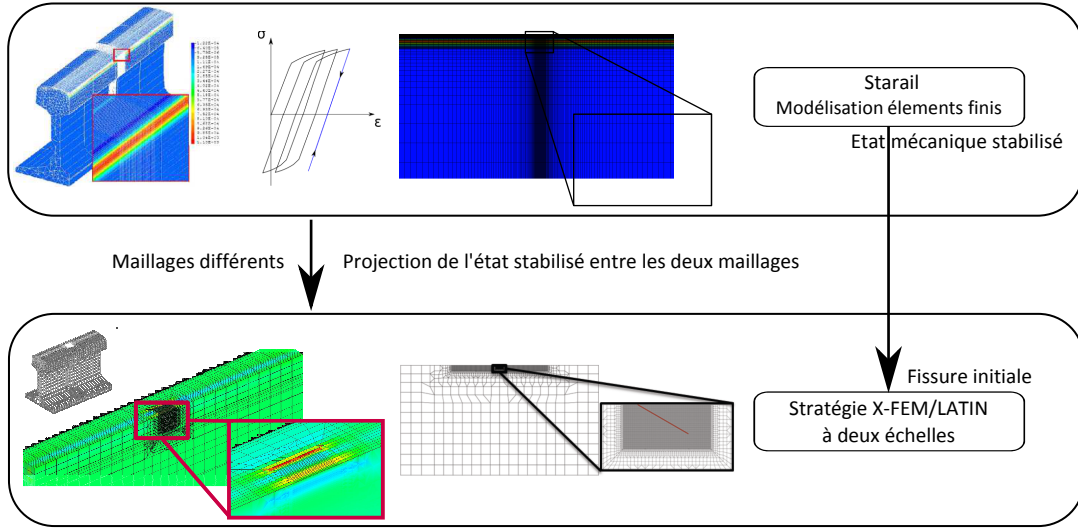 σ
ε
Starail
Modélisation élements finis
Etat mécanique stabilisé
Maillages différents
Projection de l'état stabilisé entre les deux maillages
Fissure initiale
Stratégie X-FEM/LATIN
à deux échelles